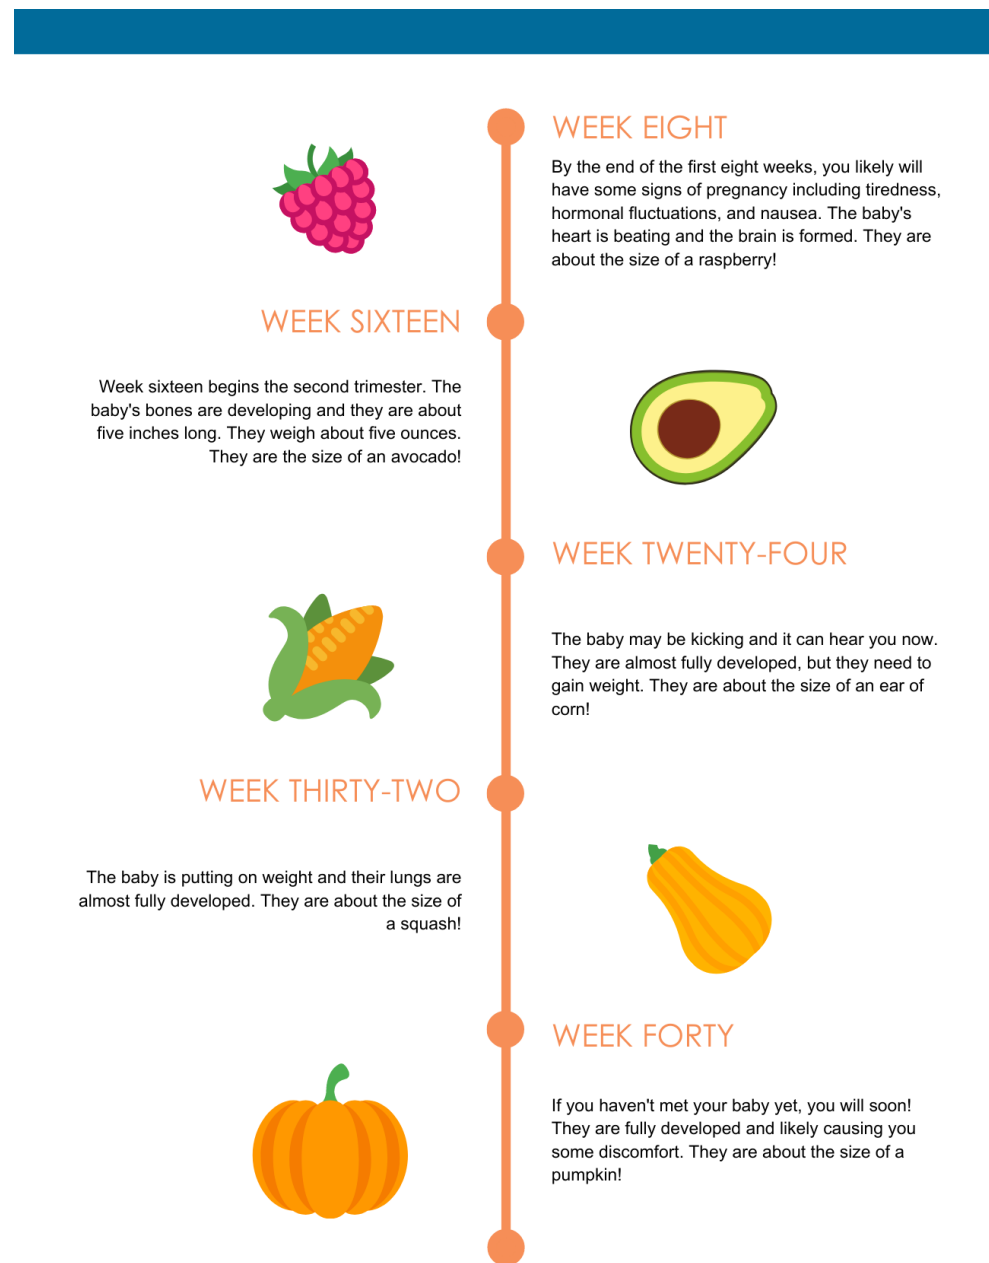 WEEK EIGHT
By the end of the first eight weeks, you likely will
have some signs of pregnancy including tiredness,
hormonal fluctuations, and nausea. The baby's
heart is beating and the brain is formed. They are
about the size of a raspberry!
WEEK SIXTEEN
Week sixteen begins the second trimester. The
baby's bones are developing and they are about
five inches long. They weigh about five ounces.
They are the size of an avocado!
WEEK TWENTY-FOUR
The baby may be kicking and it can hear you now.
They are almost fully developed, but they need to
gain weight. They are about the size of an ear of
corn!
WEEK THIRTY-TWO
The baby is putting on weight and their lungs are
almost fully developed. They are about the size of
a squash!
WEEK FORTY
If you haven't met your baby yet, you will soon!
They are fully developed and likely causing you
some discomfort. They are about the size of a
pumpkin!